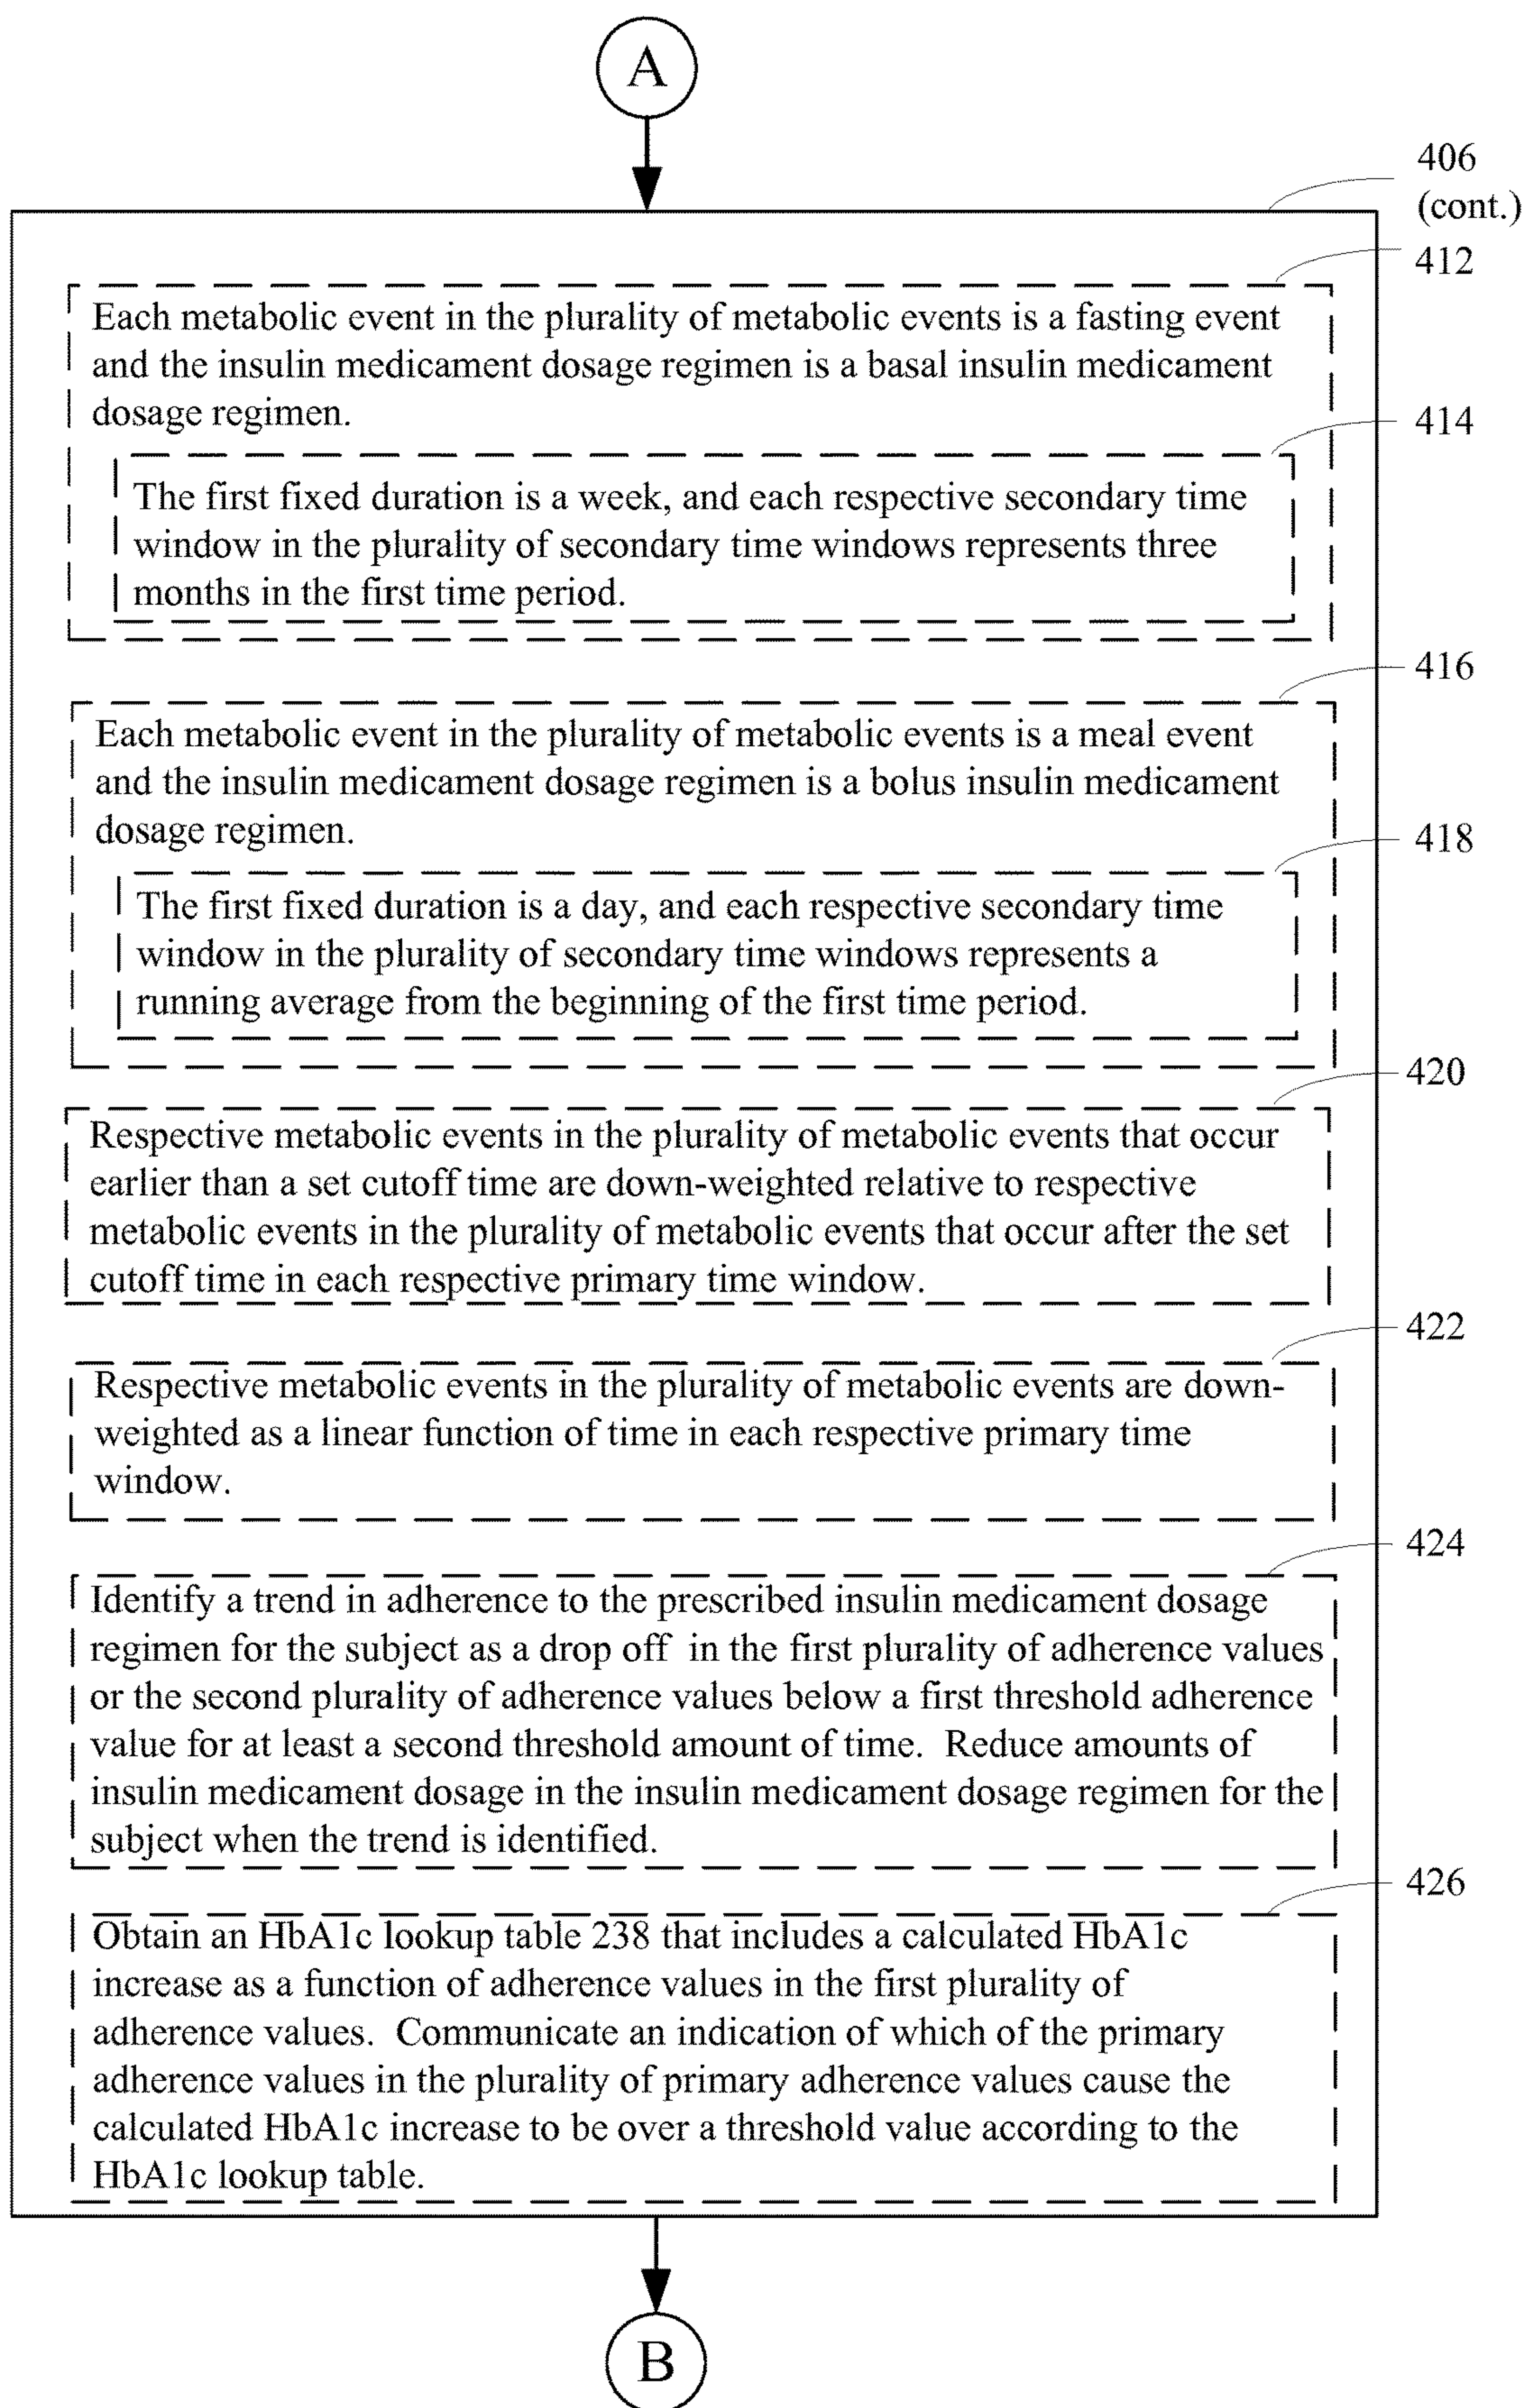 A
406
(cont.)
412
Each metabolic event in the plurality of metabolic events is a fasting event
and the insulin medicament dosage regimen is a basal insulin medicament
dosage regimen.
414
The first fixed duration is a week, and each respective secondary time
window in the plurality of secondary time windows represents three
months in the first time period.
416
Each metabolic event in the plurality of metabolic events is a meal event
and the insulin medicament dosage regimen is a bolus insulin medicament
dosage regimen.
418
The first fixed duration is a day, and each respective secondary time
window in the plurality of secondary time windows represents a
running average from the beginning of the first time period.
420
Respective metabolic events in the plurality of metabolic events that occur
earlier than a set cutoff time are down-weighted relative to respective
metabolic events in the plurality of metabolic events that occur after the set
cutoff time in each respective primary time window.
422
Respective metabolic events in the plurality of metabolic events are down-
weighted as a linear function of time in each respective primary time
window.
424
Identify a trend in adherence to the prescribed insulin medicament dosage
regimen for the subject as a drop off in the first plurality of adherence values
or the second plurality of adherence values below a first threshold adherence
value for at least a second threshold amount of time. Reduce amounts of
insulin medicament dosage in the insulin medicament dosage regimen for the
subject when the trend is identified.
426
Obtain an HbA1c lookup table 238 that includes a calculated HbA1c
increase as a function of adherence values in the first plurality of
adherence values. Communicate an indication of which of the primary
adherence values in the plurality of primary adherence values cause the
calculated HbA1c increase to be over a threshold value according to the
HbA1c lookup table.
B